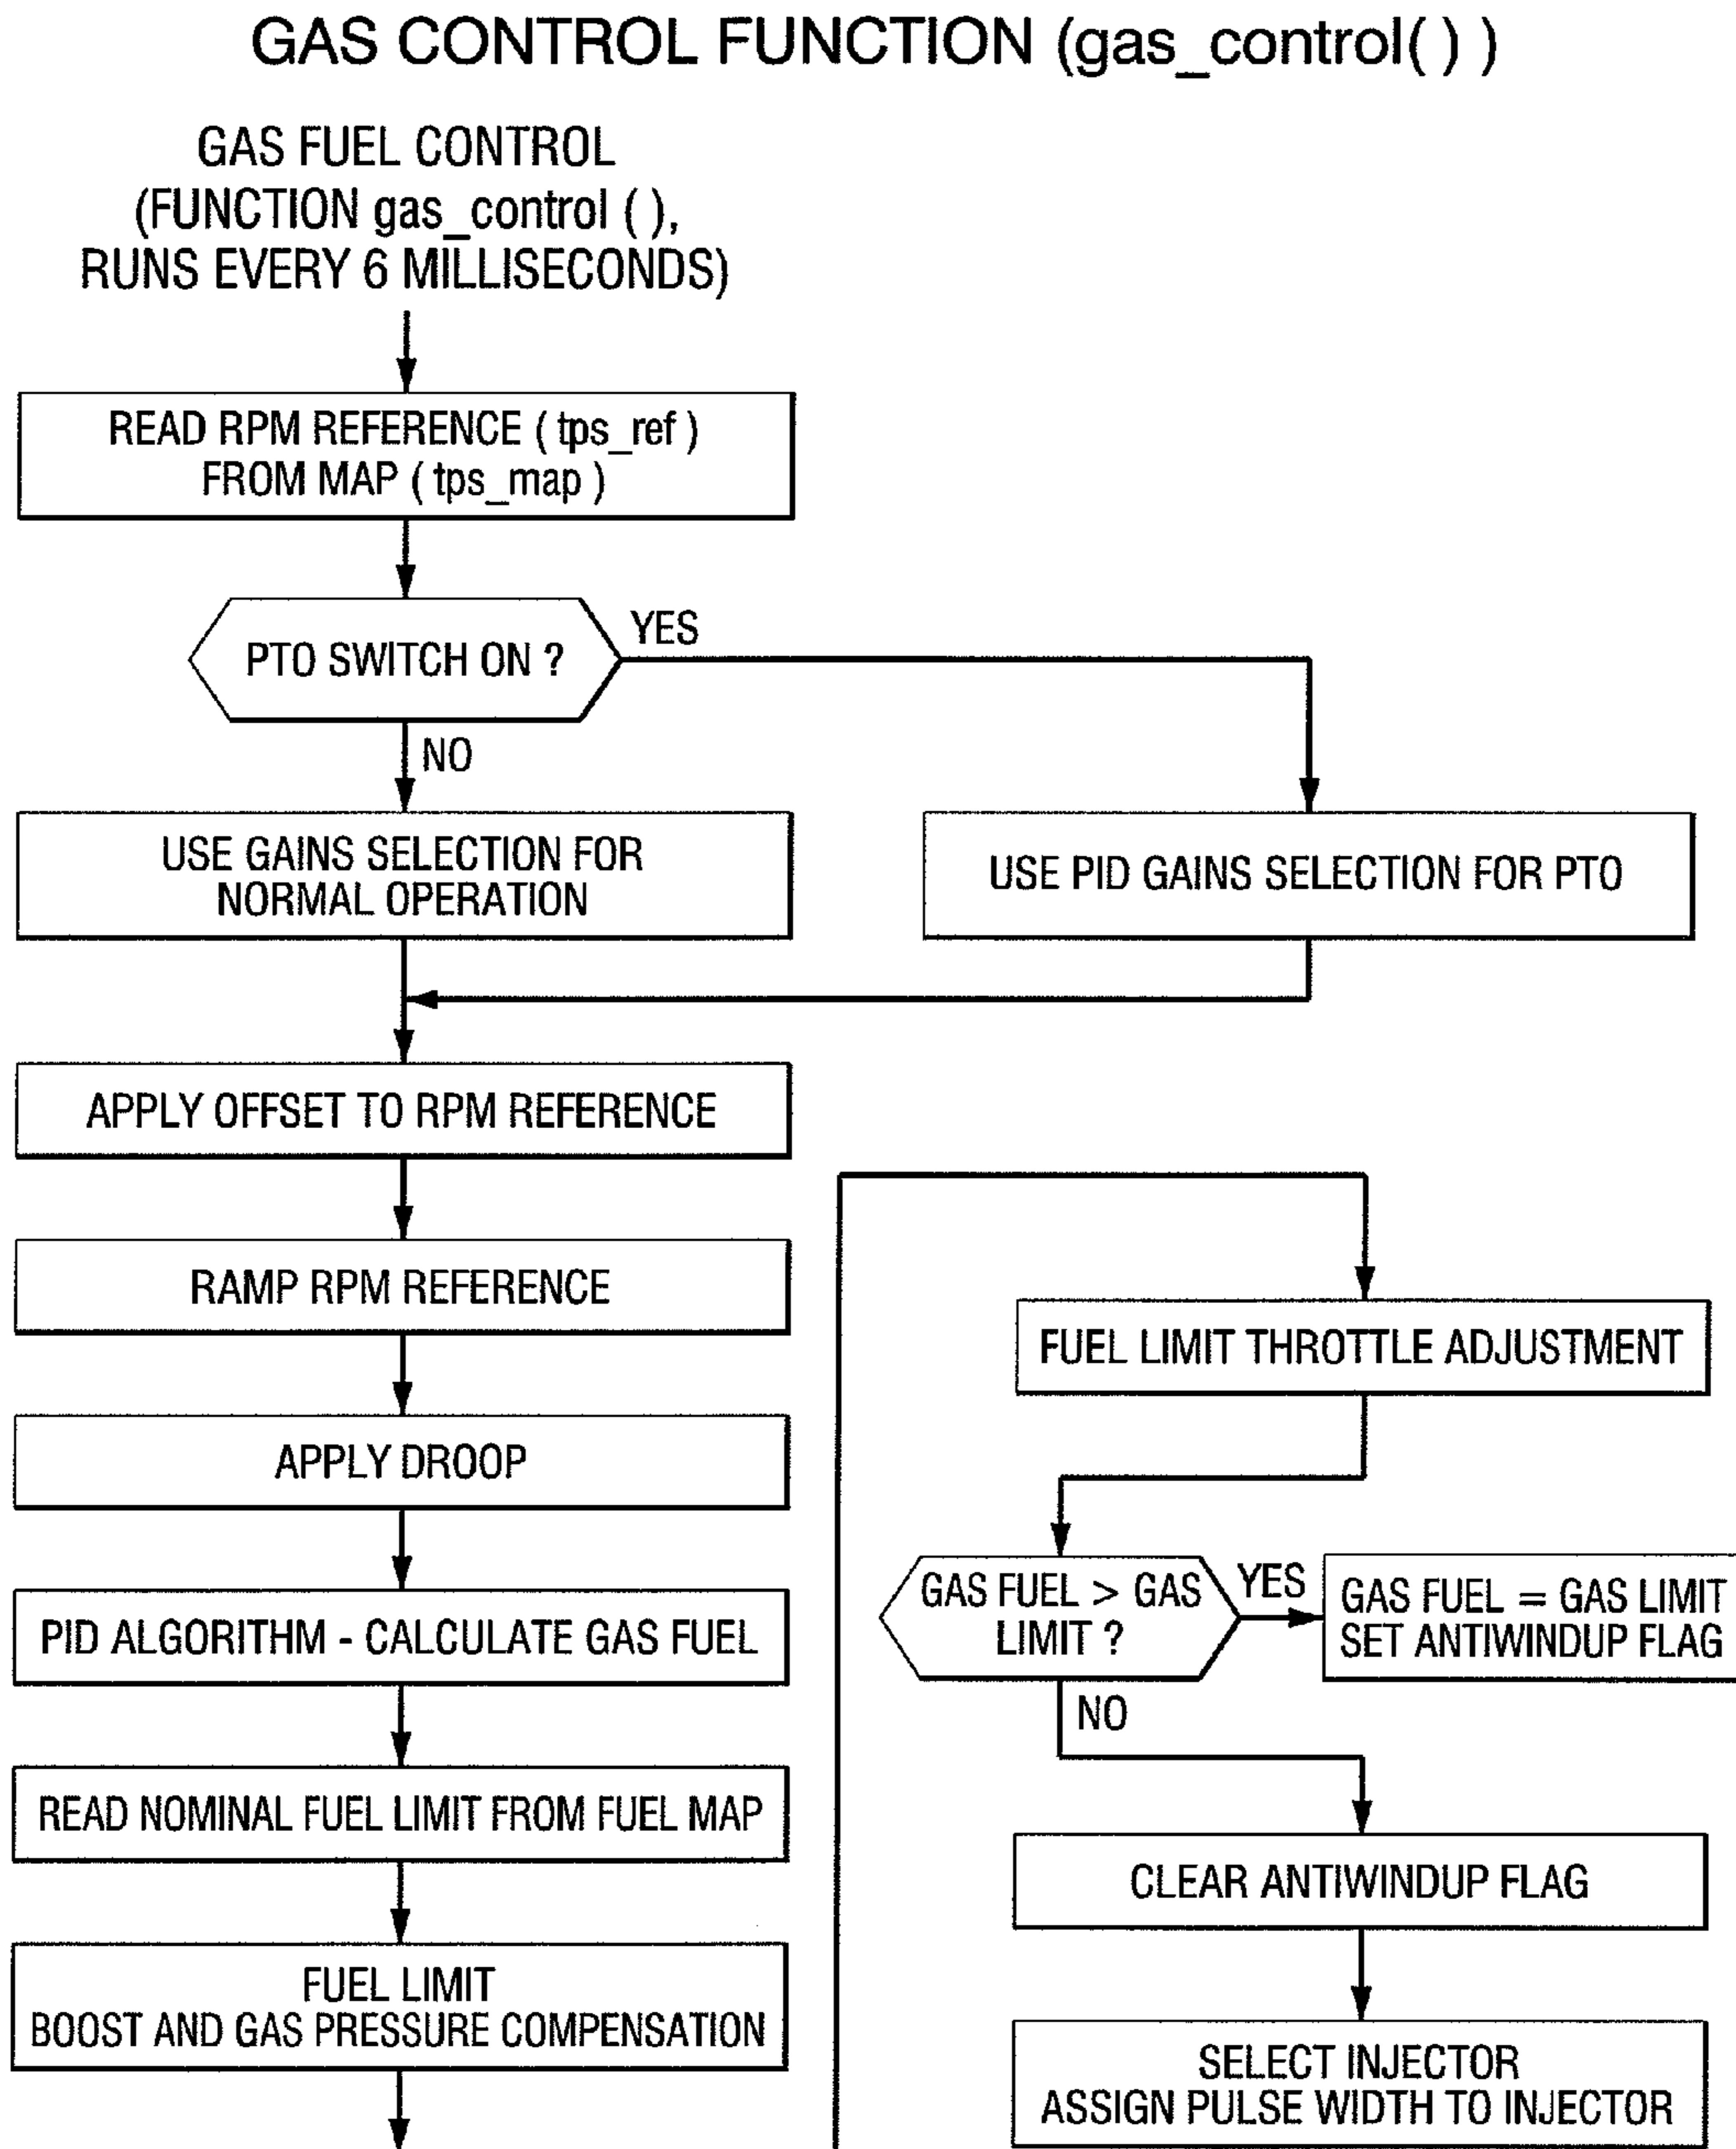 GAS CONTROL FUNCTION (gas_control( ) )
GAS FUEL CONTROL
(FUNCTION gas_control ( ),
RUNS EVERY 6 MILLISECONDS)
READ RPM REFERENCE ( tps_ref )
FROM MAP ( tps_map )
PTO SWITCH ON ?
YES
NO
USE GAINS SELECTION FOR
NORMAL OPERATION
USE PID GAINS SELECTION FOR PTO
APPLY OFFSET TO RPM REFERENCE
RAMP RPM REFERENCE
APPLY DROOP
PID ALGORITHM - CALCULATE GAS FUEL
READ NOMINAL FUEL LIMIT FROM FUEL MAP
FUEL LIMIT
BOOST AND GAS PRESSURE COMPENSATION
FUEL LIMIT THROTTLE ADJUSTMENT
GAS FUEL > GAS
LIMIT ?
YES
GAS FUEL = GAS LIMIT
SET ANTIWINDUP FLAG
NO
CLEAR ANTIWINDUP FLAG
SELECT INJECTOR
ASSIGN PULSE WIDTH TO INJECTOR